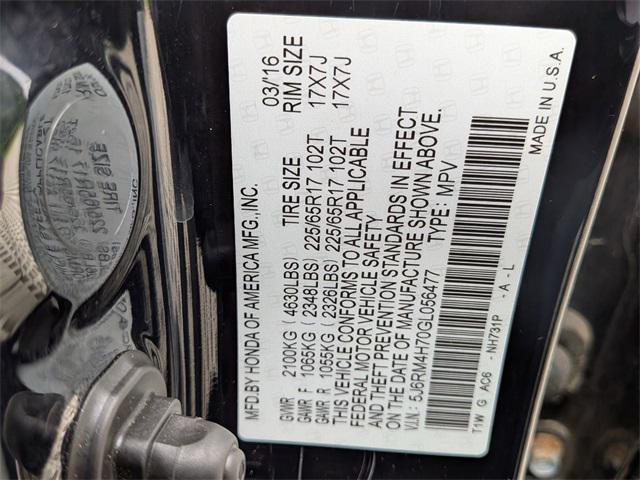 MFD.BY HONDA OF AMERICA MFG.,INC. 03/'16
TIRE SIZE RIM SIZE
GVWR 2100KG ( 4630LBS)
GAWR F 1065KG ( 2348LBS) 225/65R17 102T 17X7J
GAWR R 1055KG ( 2328LBS) 225/65R17 102T 17X7J
THIS VEHICLE CONFORMS TO ALL APPLICABLE
FEDERAL MOTOR VEHICLE SAFETY
AND THEFT PREVENTION STANDARDS IN EFFECT
ON THE DATE OF MANUFACTURE SHOWN ABOVE.
V.I.N.: 5J6RM4H70GL066477 TYPE: MPV
T1W G AC6 - NH731P - A - L
MADE IN U.S.A.